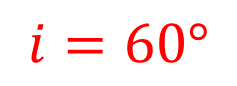 i = 60°